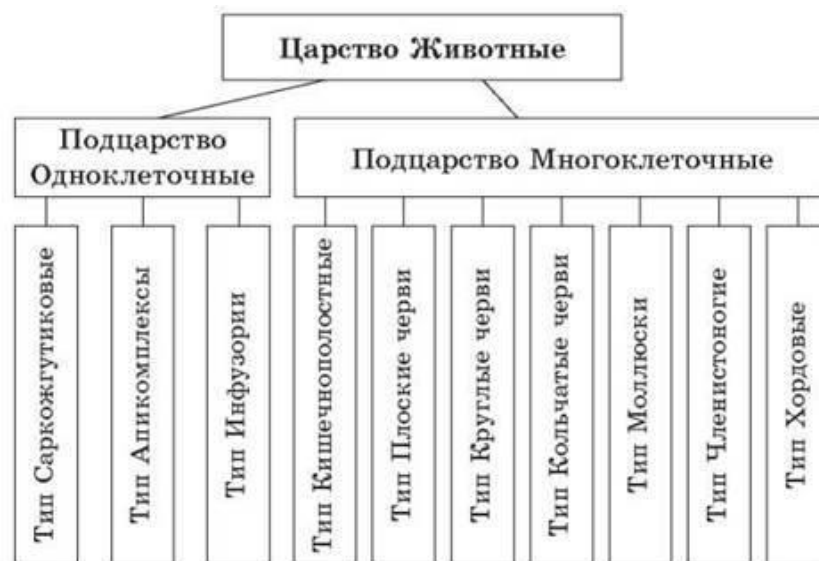 Царство Животные
Подцарство
Одноклеточные
Подцарство Многоклеточные
Тип Саркожгутиковые
Тип Апикомплексы
Тип Инфузории
Тип Кишечнополостные
Тип Плоские черви
Тип Круглые черви
Тип Кольчатые черви
Тип Моллюски
Тип Членистоногие
Тип Хордовые